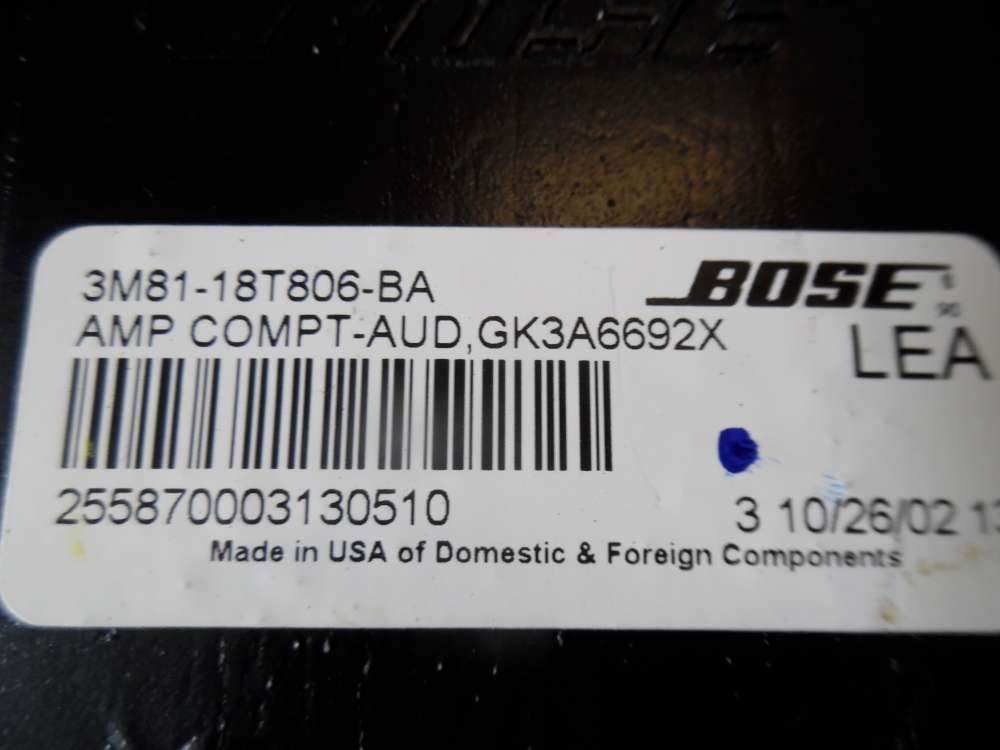 3M81-18T806-BA
BOSE
AMP COMPT-AUD,GK3A6692X
LEA
255870003130510
3 10/26/02
Made in USA of Domestic & Foreign Components